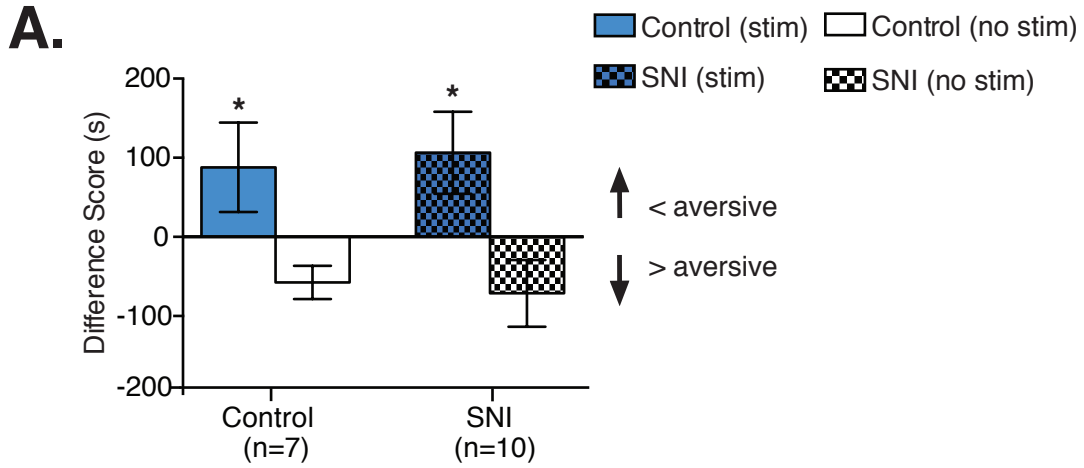 A.
Control (stim) Control (no stim)
SNI (stim) SNI (no stim)
Difference Score (s)
200
100
0
-100
-200
* *
< aversive
> aversive
Control SNI
(n=7) (n=10)